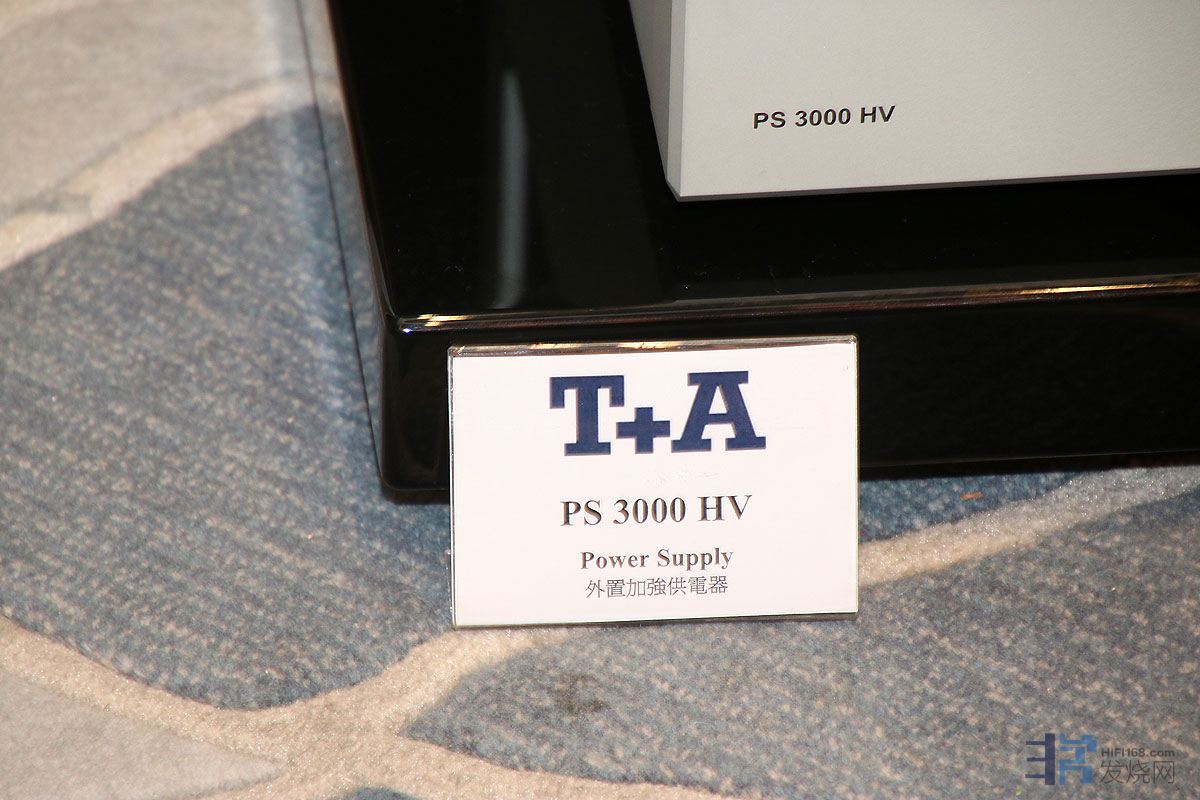 PS 3000 HV
T+A
PS 3000 HV
Power Supply
外置加強供電器
HiFi168.com
发烧网